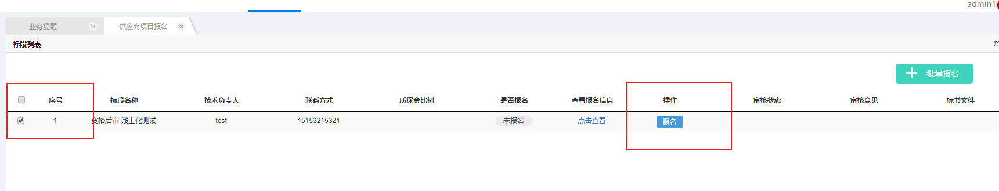 admin1
业务提醒 供应商项目报名
标段列表
批量报名
序号 标段名称 技术负责人 联系方式 质保金比例 是否报名 查看报名信息 操作 审核状态 审核意见 标书文件
1 资格后审-线上化测试 test 15153215321 未报名 点击查看 报名